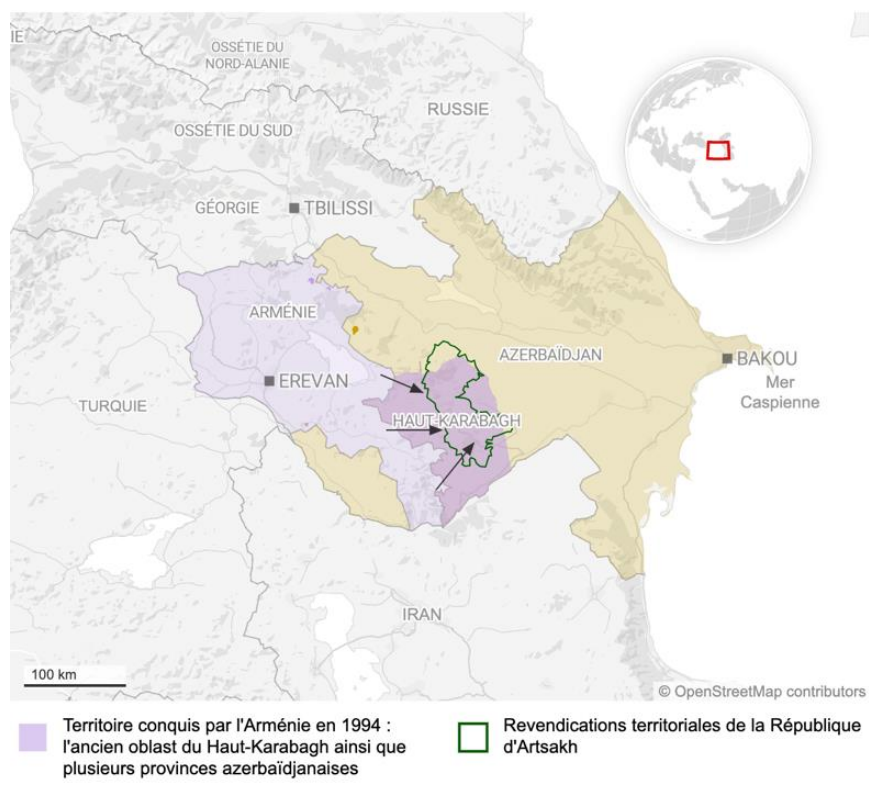 IE
OSSÉTIE DU
NORD-ALANIE
RUSSIE
OSSÉTIE DU SUD
GÉORGIE
TBILISSI
ARMÉNIE
AZERBAÏDJAN
BAKOU
EREVAN
Mer
Caspienne
TURQUIE
HAUT-KARABAGH
IRAN
100 km
© OpenStreetMap contributors
Territoire conquis par l'Arménie en 1994 :
l'ancien oblast du Haut-Karabagh ainsi que
plusieurs provinces azerbaïdjanaises
Revendications territoriales de la République
d'Artsakh